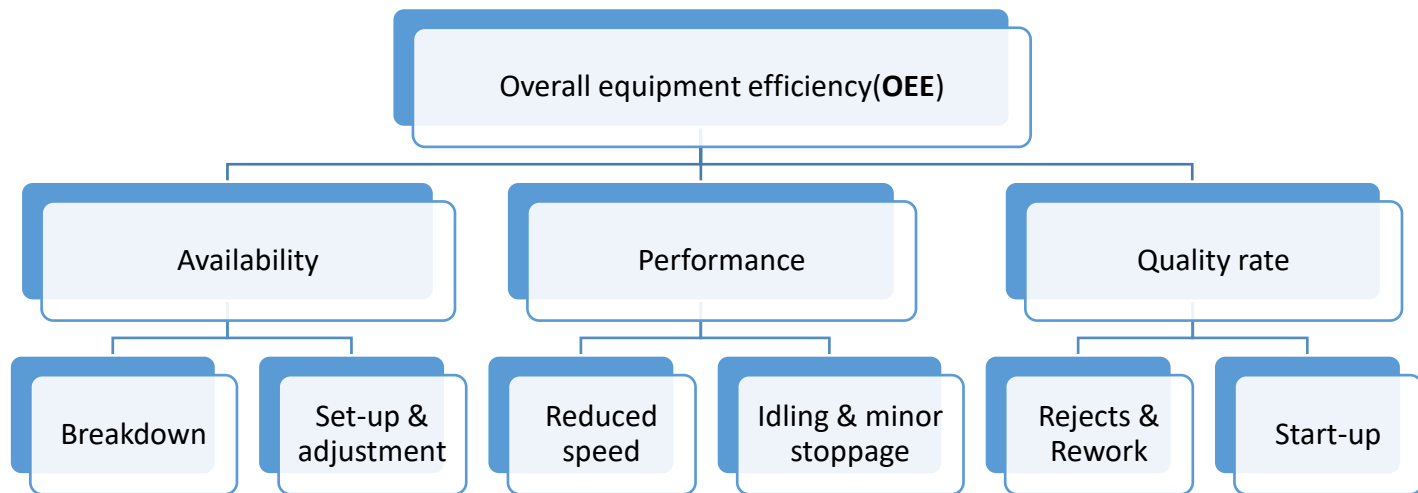 Overall equipment efficiency(OEE)
Availability
Performance
Quality rate
Breakdown
Set-up &
adjustment
Reduced
speed
Idling & minor
stoppage
Rejects &
Rework
Start-up